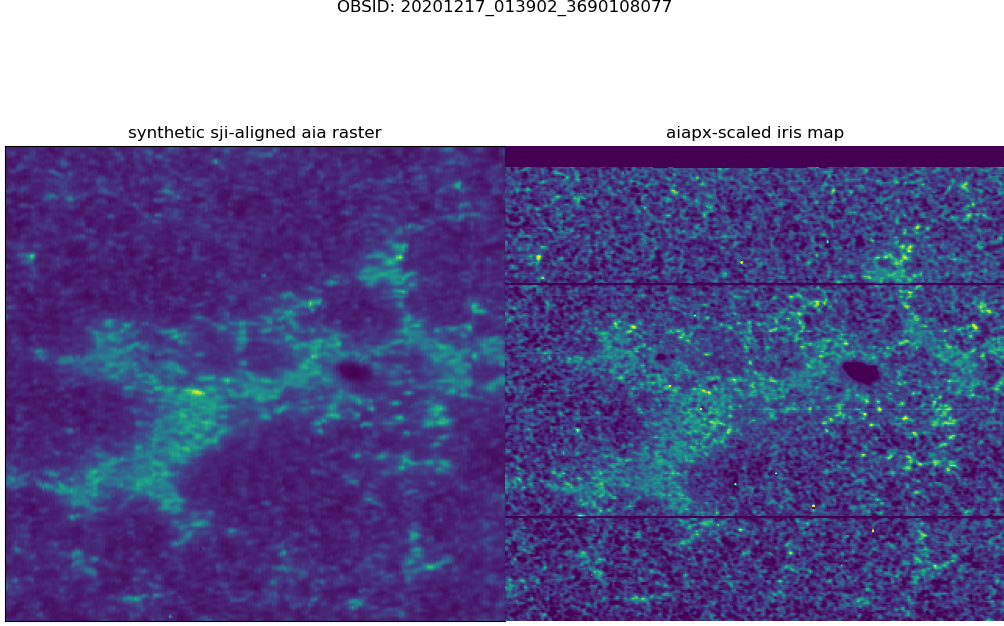 OBSID: 20201217_013902_3690108077
synthetic sji-aligned aia raster
aiapx-scaled iris map